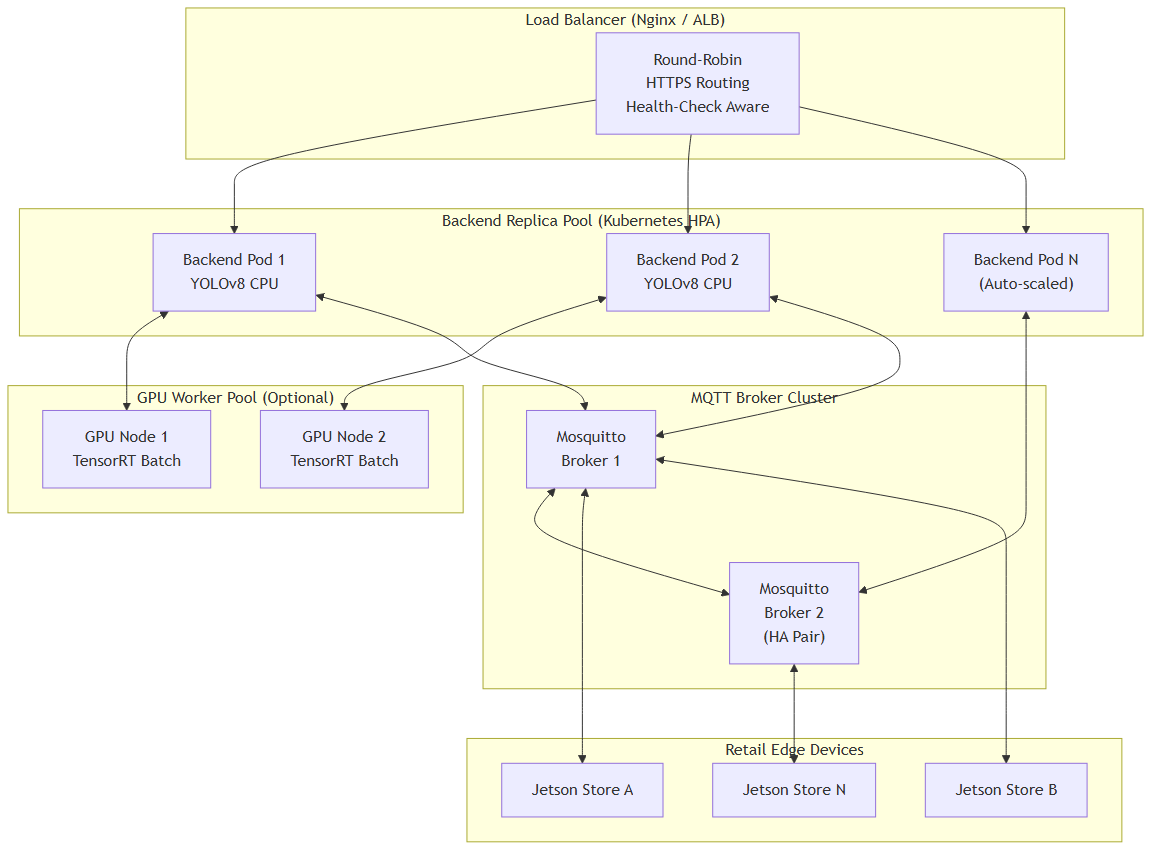 Load Balancer (Nginx / ALB)
Round-Robin
HTTPS Routing
Health-Check Aware
Backend Replica Pool (Kubernetes HPA)
Backend Pod 1
YOLOv8 CPU
Backend Pod 2
YOLOv8 CPU
Backend Pod N
(Auto-scaled)
GPU Worker Pool (Optional)
GPU Node 1
TensorRT Batch
GPU Node 2
TensorRT Batch
MQTT Broker Cluster
Mosquitto
Broker 1
Mosquitto
Broker 2
(HA Pair)
Retail Edge Devices
Jetson Store A
Jetson Store N
Jetson Store B